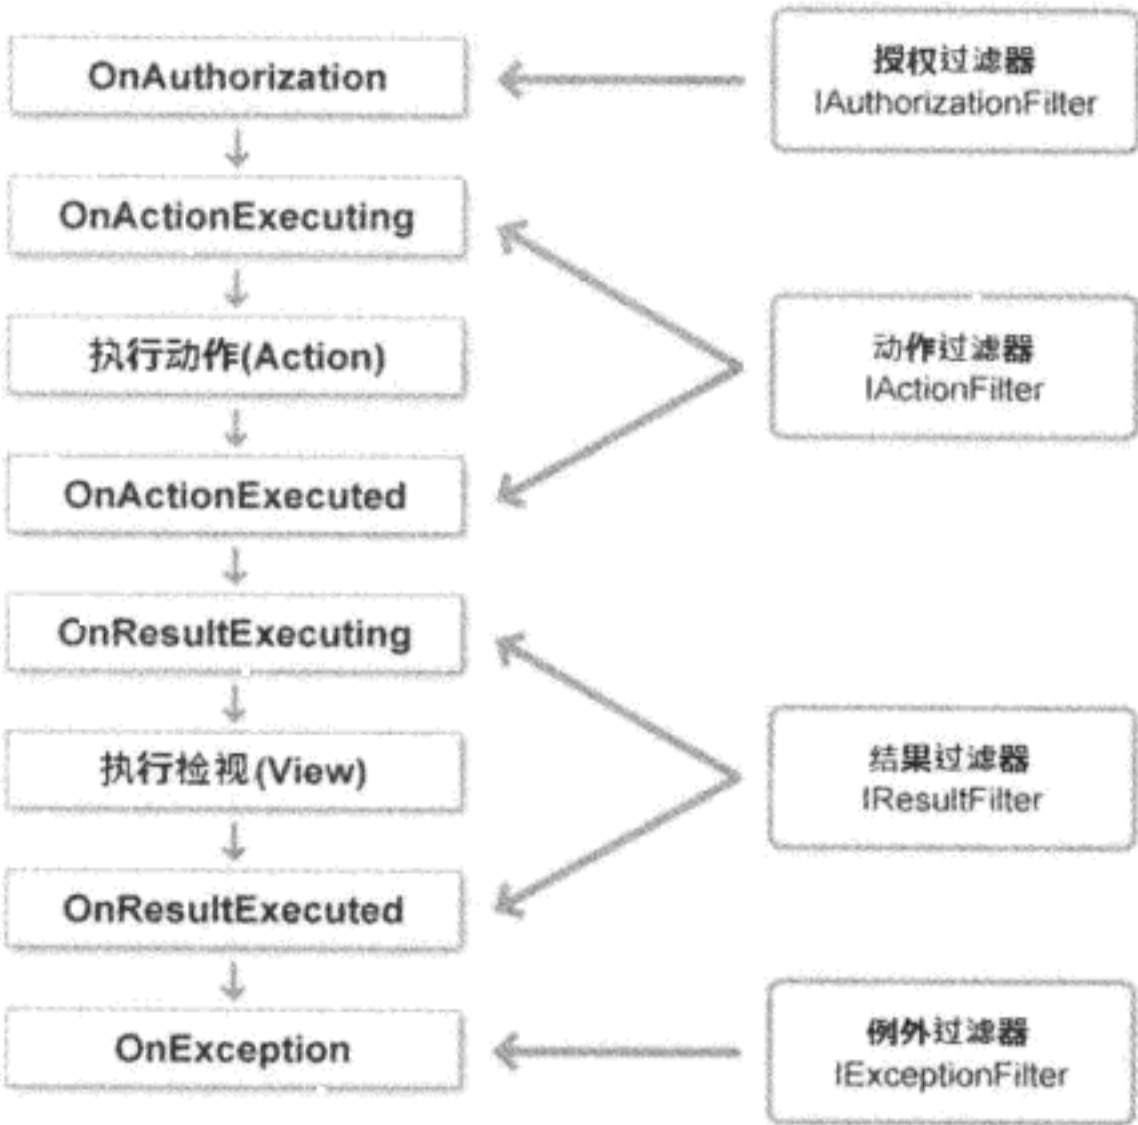 OnAuthorization
授权过滤器
IAuthorizationFilter
OnActionExecuting
执行动作(Action)
动作过滤器
IActionFilter
OnActionExecuted
OnResultExecuting
执行检视(View)
结果过滤器
IResultFilter
OnResultExecuted
OnException
例外过滤器
IExceptionFilter